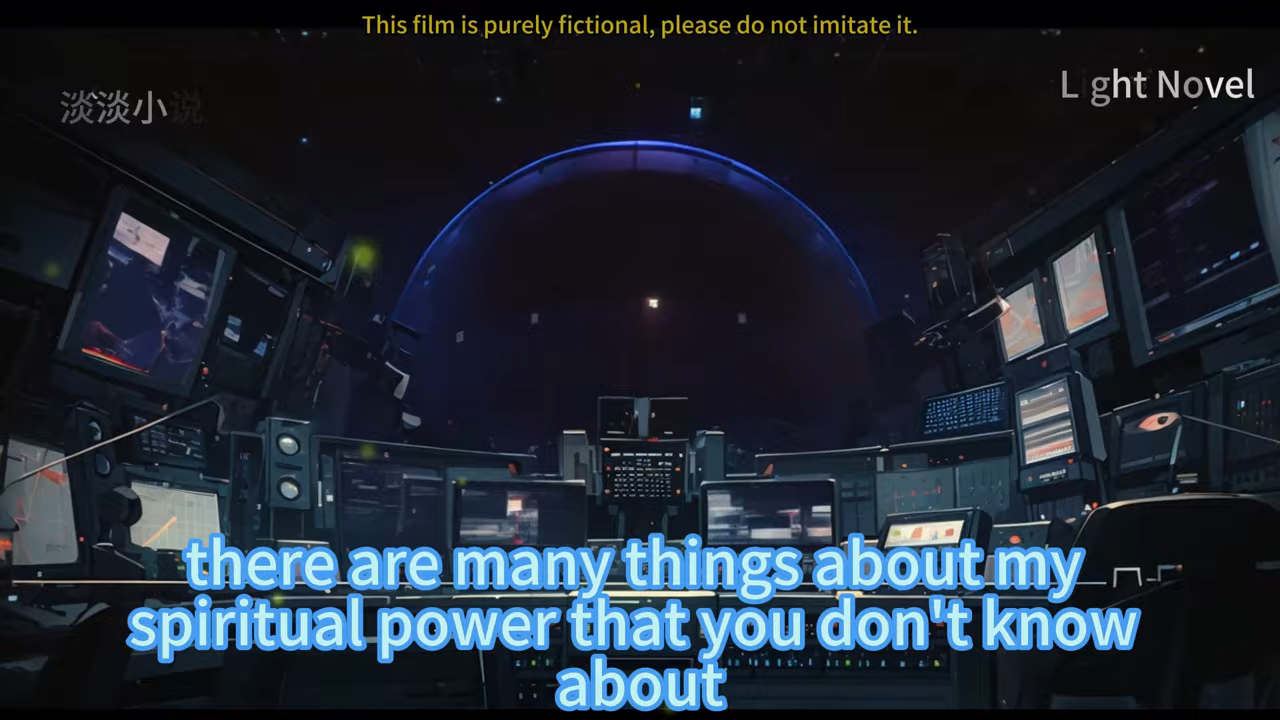 This film is purely fictional, please do not imitate it.
淡淡小说
Light Novel
there are many things about my
spiritual power that you don't know
about